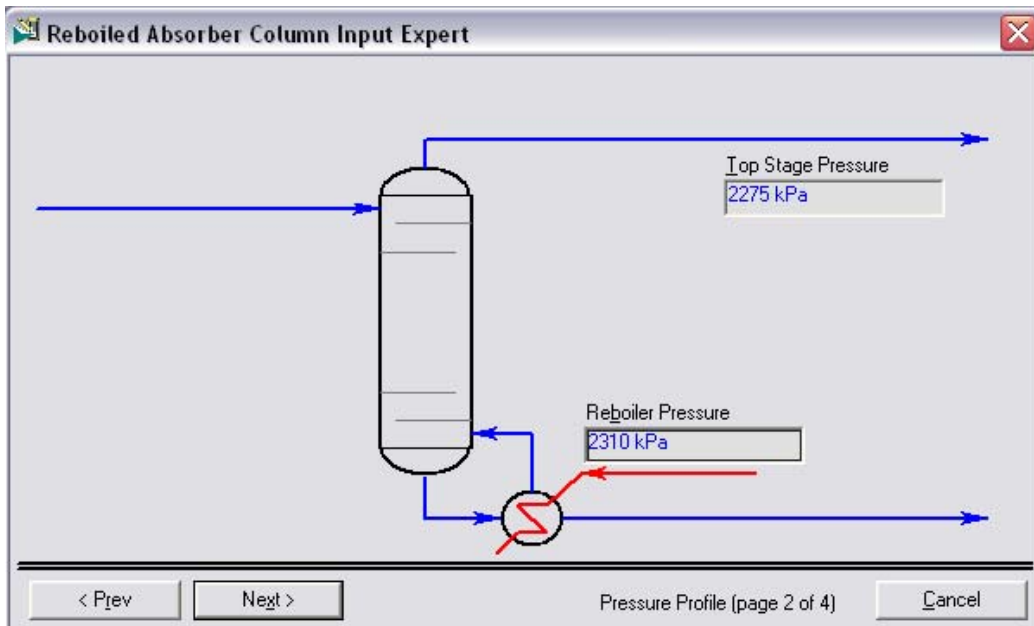 Reboiled Absorber Column Input Expert
Top Stage Pressure
2275 kPa
Reboiler Pressure
2310 kPa
< Prev
Next >
Pressure Profile (page 2 of 4)
Cancel